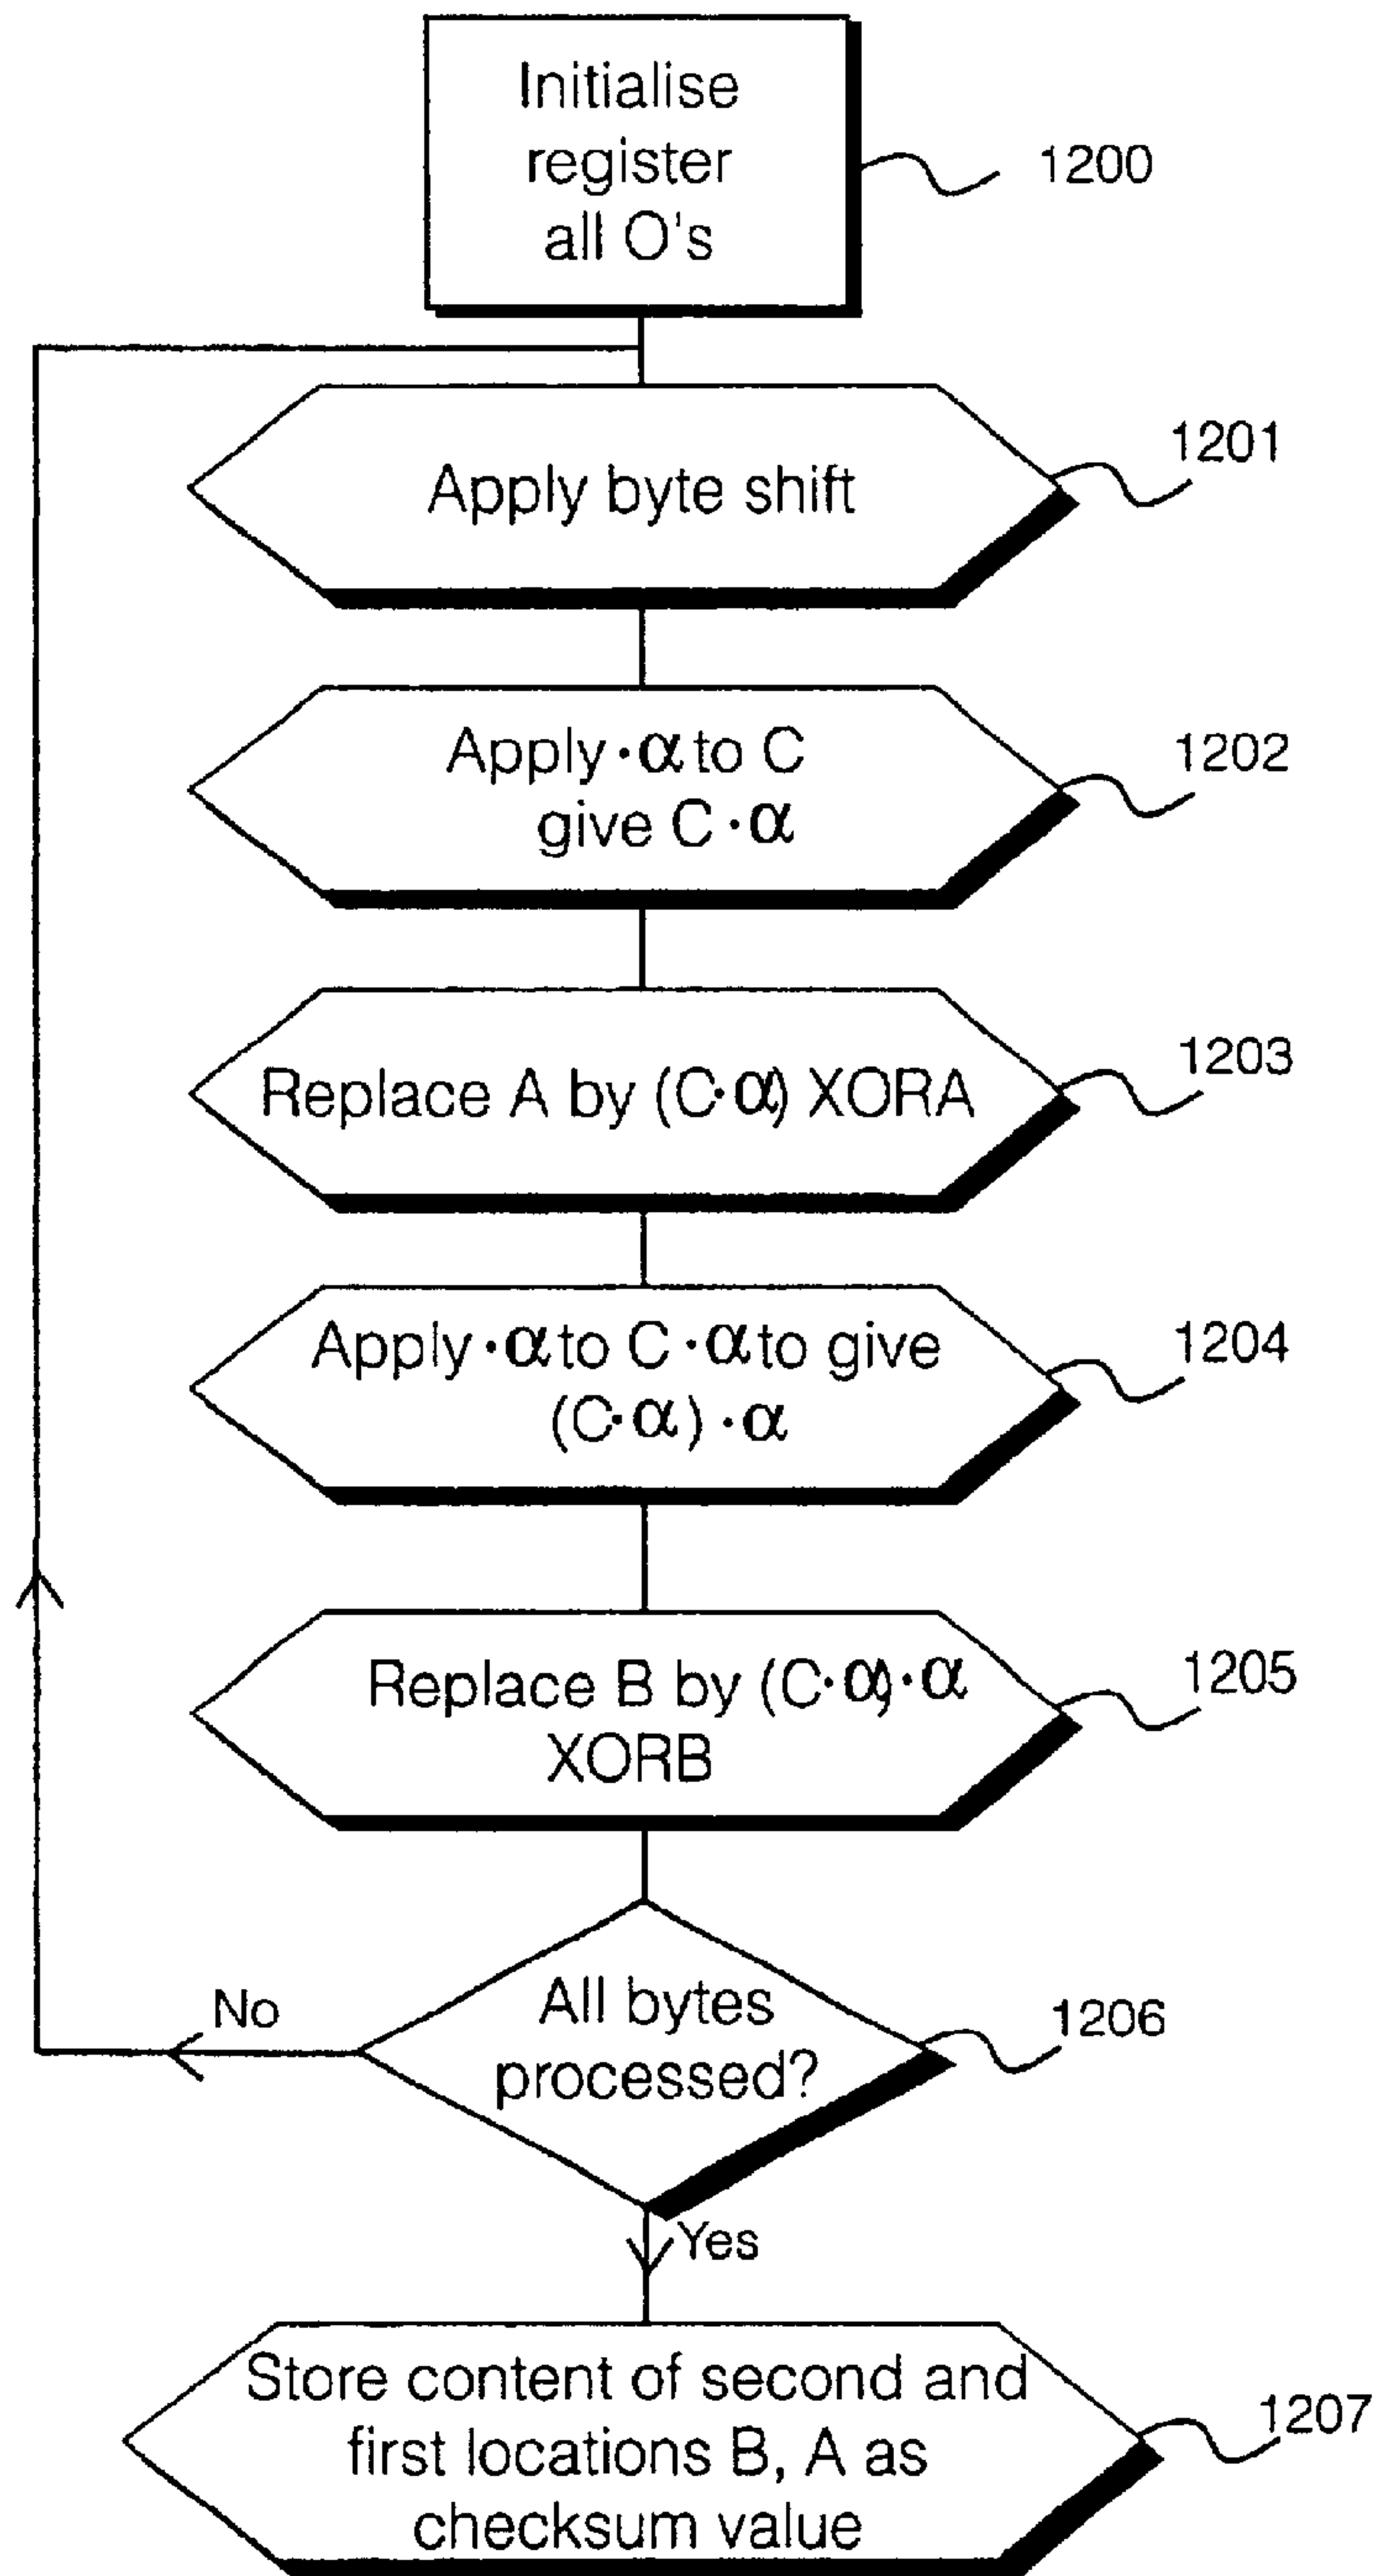 Initialise
register
all O's
1200
Apply byte shift
1201
Apply ·α to C
give C ·α
1202
Replace A by (C·α) XORA
1203
Apply ·α to C ·α to give
(C·α) ·α
1204
Replace B by (C·α)·α
XORB
1205
All bytes
processed?
1206
No
Yes
Store content of second and
first locations B, A as
checksum value
1207